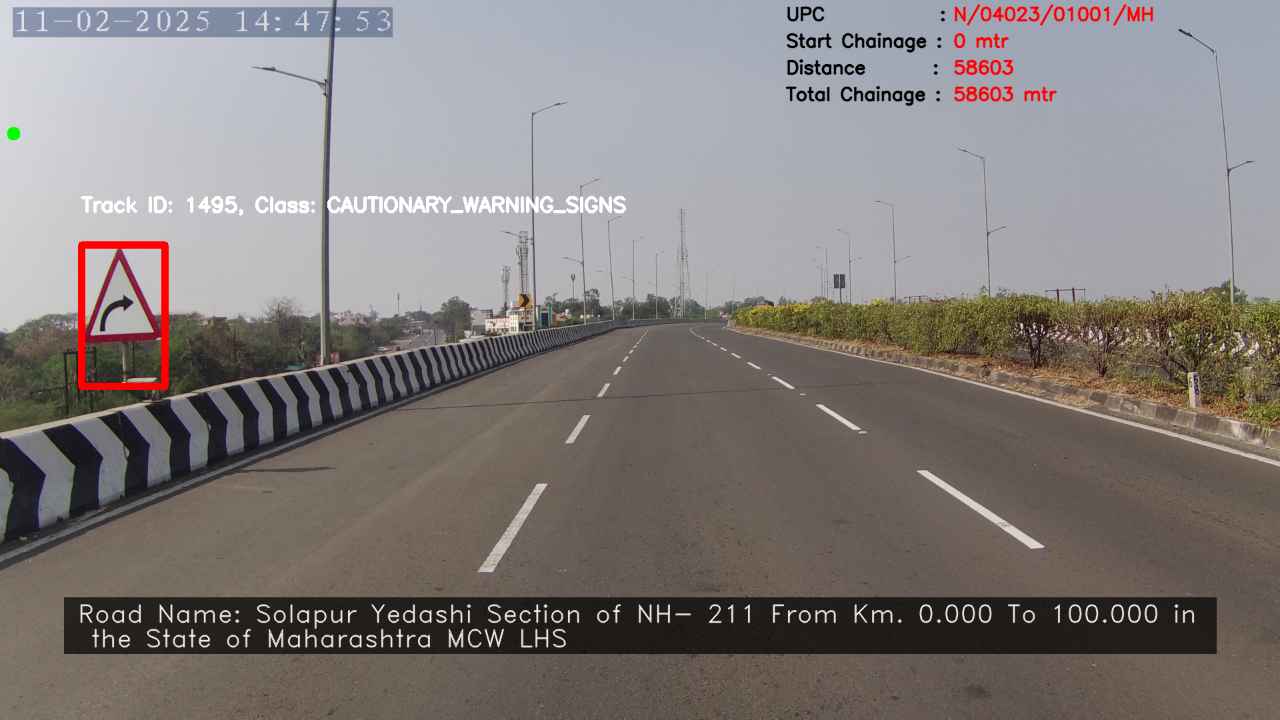 11-02-2025 14:47:53
UPC : N/04023/01001/MH
Start Chainage : 0 mtr
Distance : 58603
Total Chainage : 58603 mtr
Track ID: 1495, Class: CAUTIONARY_WARNING_SIGNS
Road Name: Solapur Yedashi Section of NH- 211 From Km. 0.000 To 100.000 in
the State of Maharashtra MCW LHS